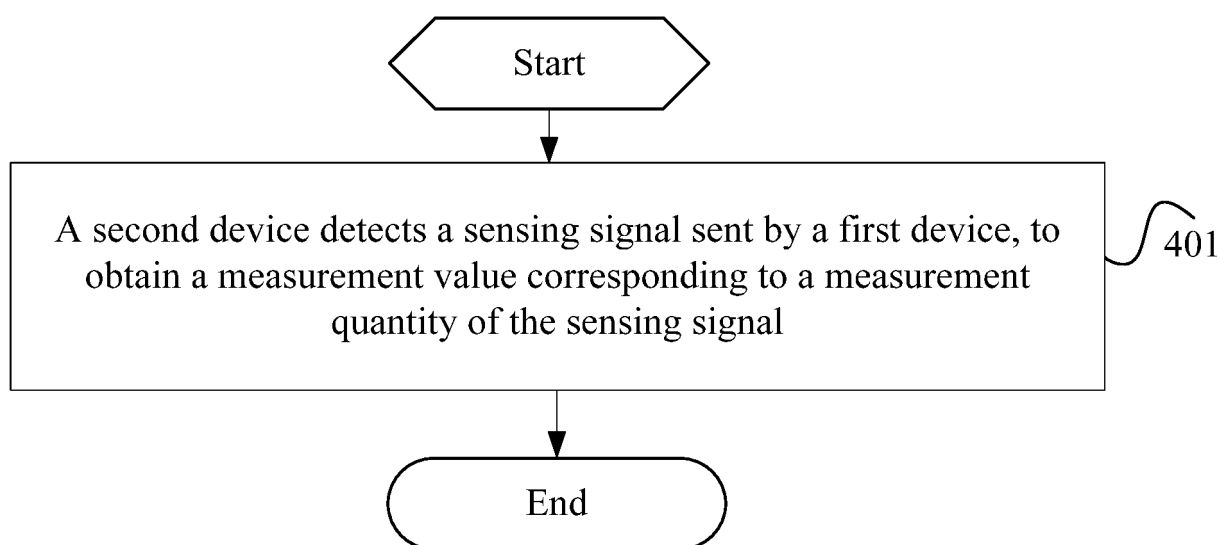 Start
A second device detects a sensing signal sent by a first device, to
obtain a measurement value corresponding to a measurement
quantity of the sensing signal
401
End